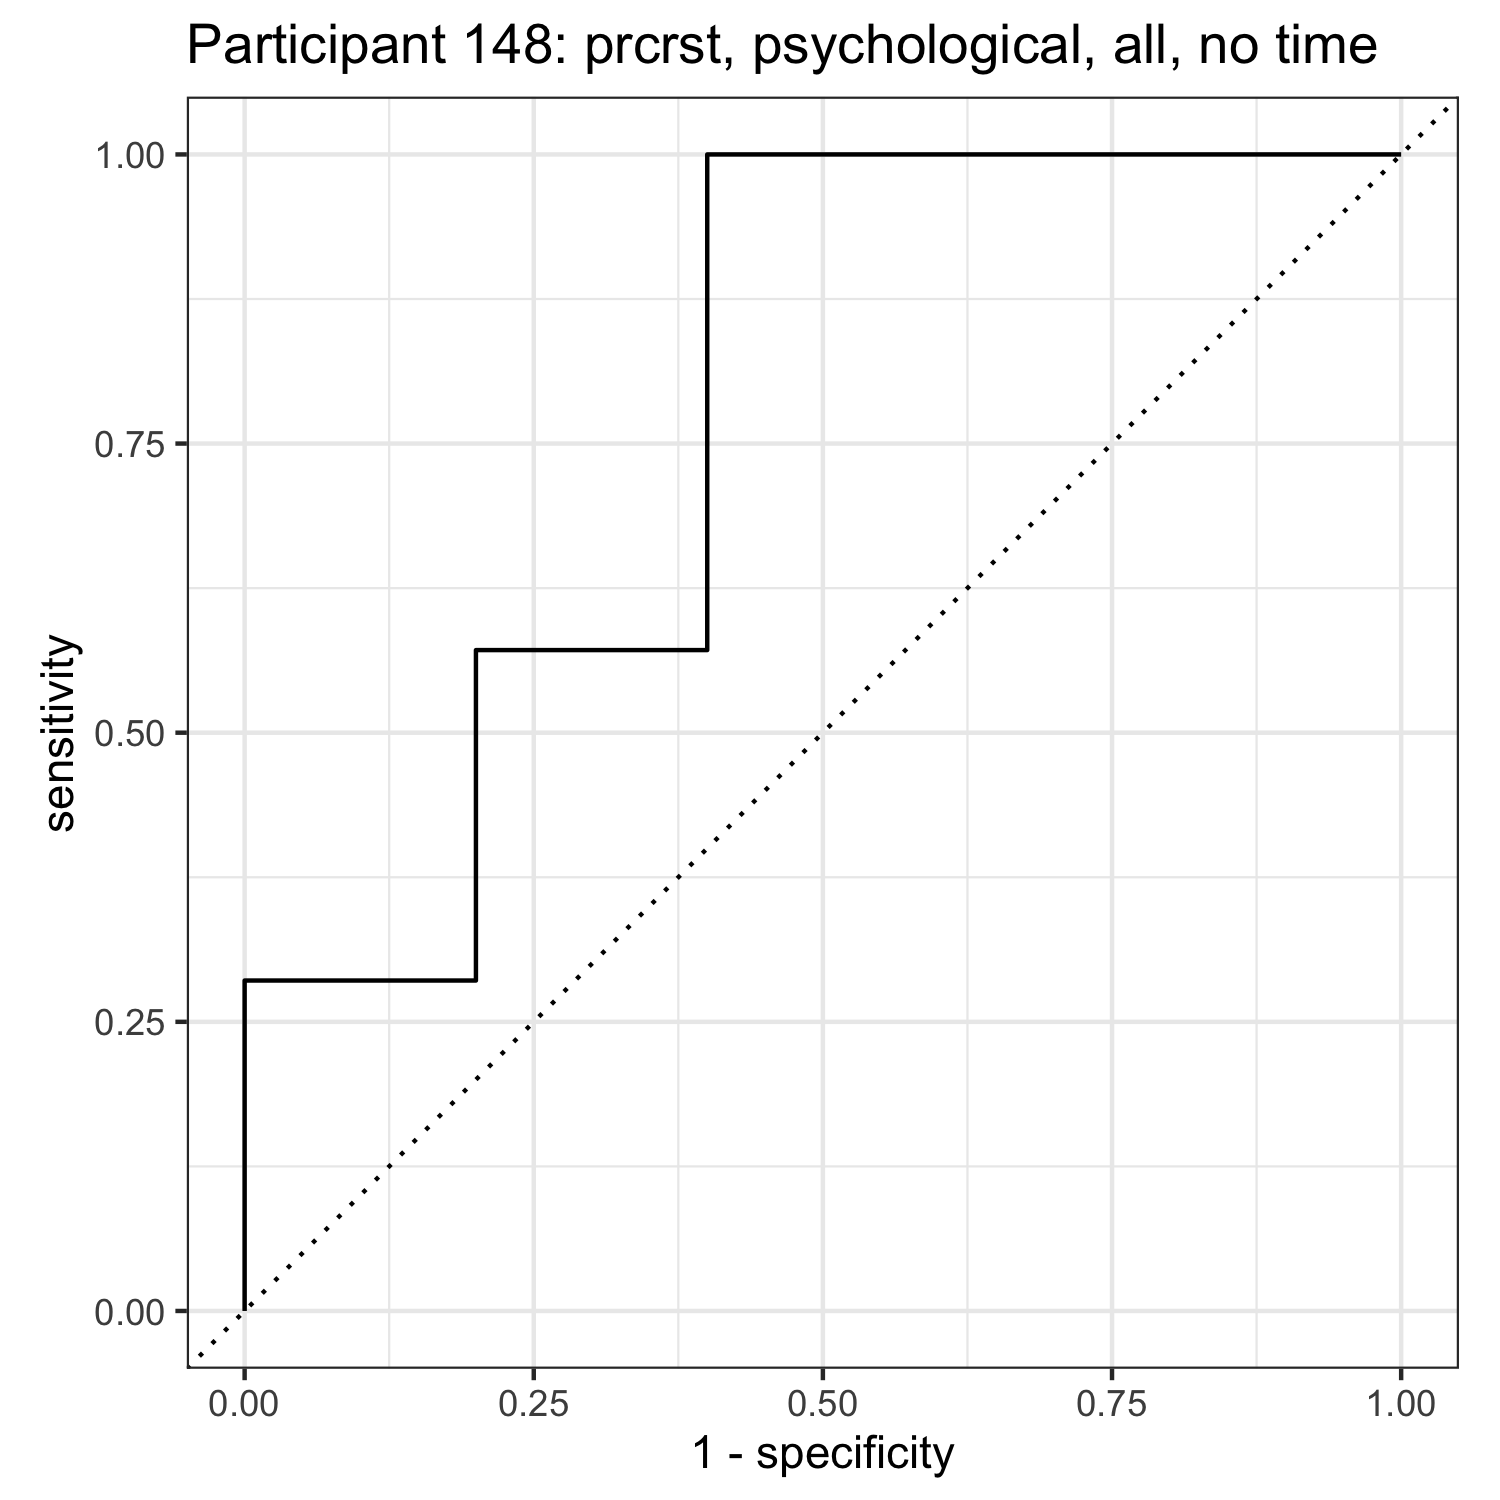 Participant 148: prcrst, psychological, all, no time
1.00
0.75
0.50
0.25
0.00
sensitivity
0.00 0.25 0.50 0.75 1.00
1 - specificity